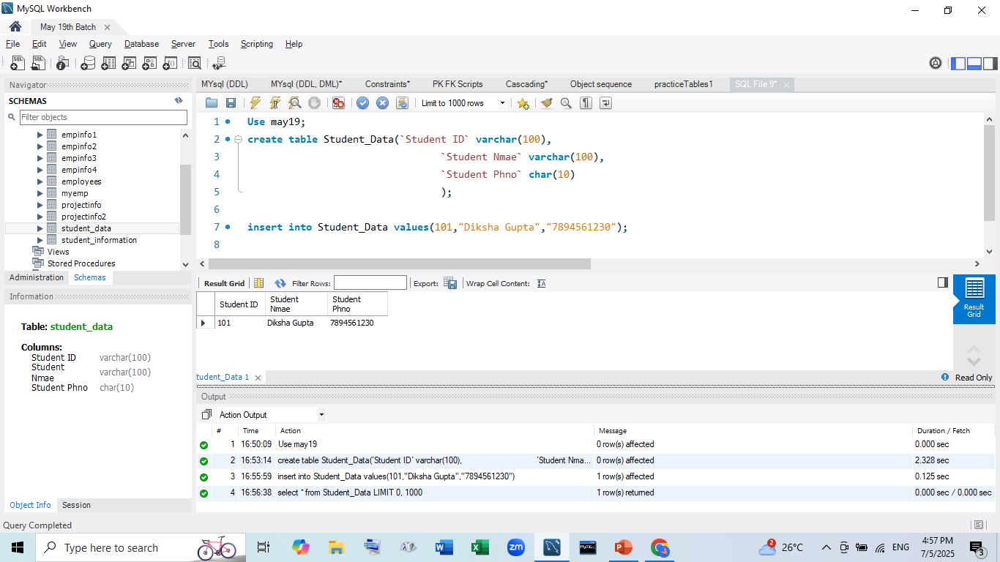 MySQL Workbench
May 19th Batch
File Edit View Query Database Server Tools Scripting Help
Navigator
SCHEMAS
Filter objects
empinfo1
empinfo2
empinfo3
empinfo4
employees
myemp
projectinfo
projectinfo2
student_data
student_information
Views
Stored Procedures
Administration Schemas
Information
Table: student_data
Columns:
Student ID varchar(100)
Student
Nmae varchar(100)
Student Phno char(10)
Object Info Session
MYsql (DDL) MYsql (DDL, DML)* Constraints* PK FK Scripts Cascading* Object sequence practiceTables1 SQL File 9*
Limit to 1000 rows
1 Use may19;
2 create table Student_Data(`Student ID` varchar(100),
3 `Student Nmae` varchar(100),
4 `Student Phno` char(10)
5 );
6
7 insert into Student_Data values(101,"Diksha Gupta","7894561230");
8
Result Grid Filter Rows: Export: Wrap Cell Content:
Student ID Student Nmae Student Phno
101 Diksha Gupta 7894561230
Result Grid
tudent_Data 1
Read Only
Output
Action Output
# Time Action Message Duration / Fetch
1 16:50:09 Use may19 0 row(s) affected 0.000 sec
2 16:53:14 create table Student_Data(`Student ID` varchar(100), `Student Nma... 0 row(s) affected 2.328 sec
3 16:55:59 insert into Student_Data values(101,"Diksha Gupta","7894561230") 1 row(s) affected 0.125 sec
4 16:56:38 select * from Student_Data LIMIT 0, 1000 1 row(s) returned 0.000 sec / 0.000 sec
Query Completed
Type here to search
26°C
ENG
4:57 PM
7/5/2025